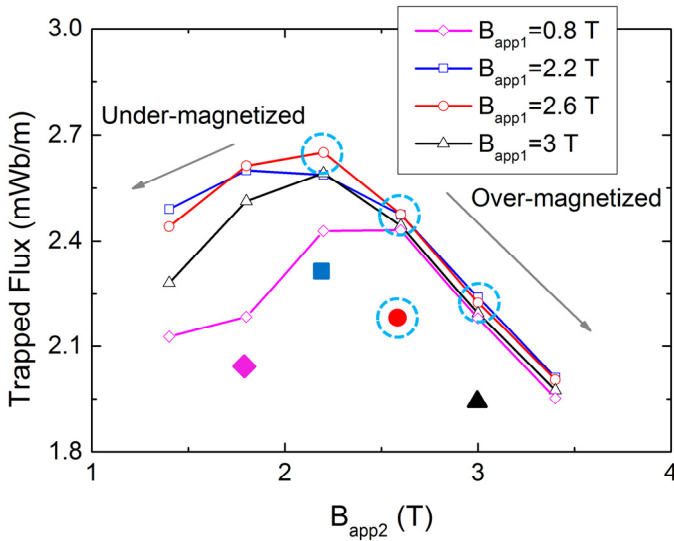 3.0
2.7
2.4
2.1
1.8
Trapped Flux (mWb/m)
Under-magnetized
Over-magnetized
B_app1=0.8 T
B_app1=2.2 T
B_app1=2.6 T
B_app1=3 T
1 2 3 4
B_app2 (T)